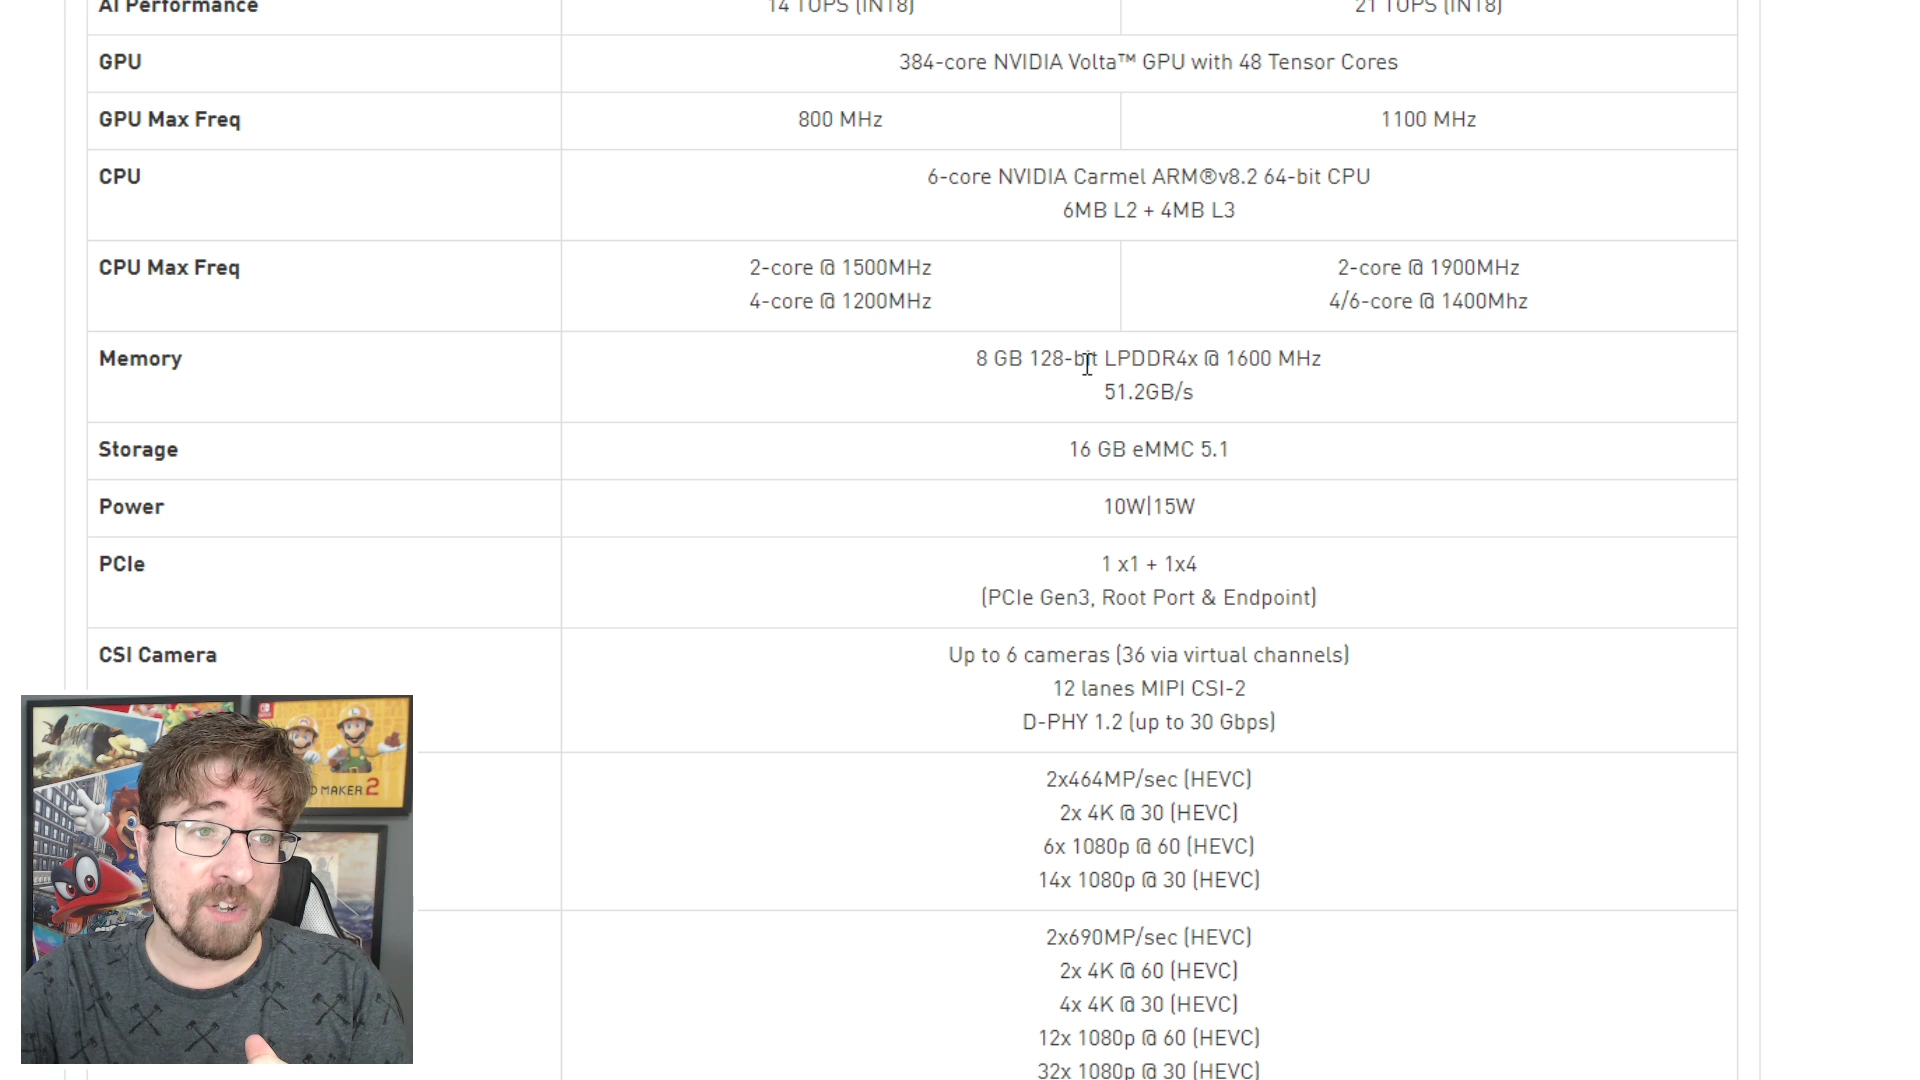 AI Performance
14 TOPS (INT8)
21 TOPS (INT8)
GPU
384-core NVIDIA Volta™ GPU with 48 Tensor Cores
GPU Max Freq
800 MHz
1100 MHz
CPU
6-core NVIDIA Carmel ARM®v8.2 64-bit CPU
6MB L2 + 4MB L3
CPU Max Freq
2-core @ 1500MHz
4-core @ 1200MHz
2-core @ 1900MHz
4/6-core @ 1400Mhz
Memory
8 GB 128-bit LPDDR4x @ 1600 MHz
51.2GB/s
Storage
16 GB eMMC 5.1
Power
10W|15W
PCIe
1 x1 + 1x4
(PCIe Gen3, Root Port & Endpoint)
CSI Camera
Up to 6 cameras (36 via virtual channels)
12 lanes MIPI CSI-2
D-PHY 1.2 (up to 30 Gbps)
2x464MP/sec (HEVC)
2x 4K @ 30 (HEVC)
6x 1080p @ 60 (HEVC)
14x 1080p @ 30 (HEVC)
2x690MP/sec (HEVC)
2x 4K @ 60 (HEVC)
4x 4K @ 30 (HEVC)
12x 1080p @ 60 (HEVC)
32x 1080p @ 30 (HEVC)
MAKER 2